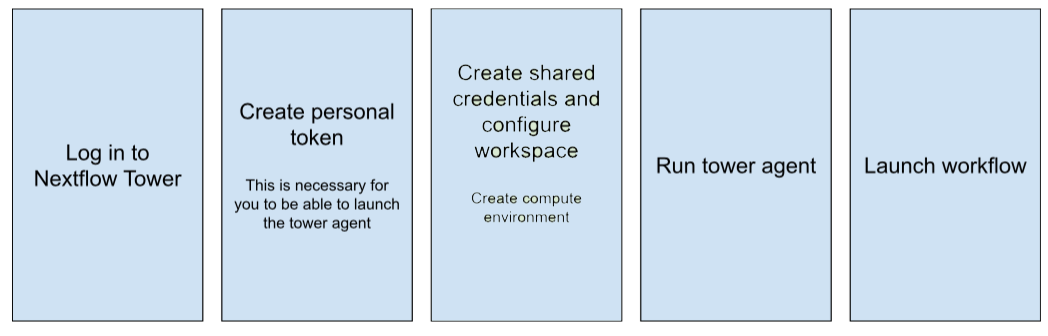 Log in to
Nextflow Tower
Create personal
token
This is necessary for
you to be able to launch
the tower agent
Create shared
credentials and
configure
workspace
Create compute
environment
Run tower agent
Launch workflow